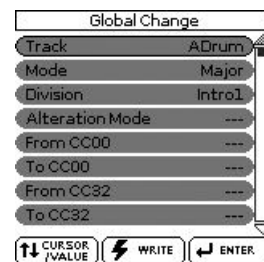 Global Change
Track ADrum
Mode Major
Division Intro1
Alteration Mode ---
From CC00 ---
To CC00 ---
From CC32 ---
To CC32 ---
CURSOR /VALUE WRITE ENTER